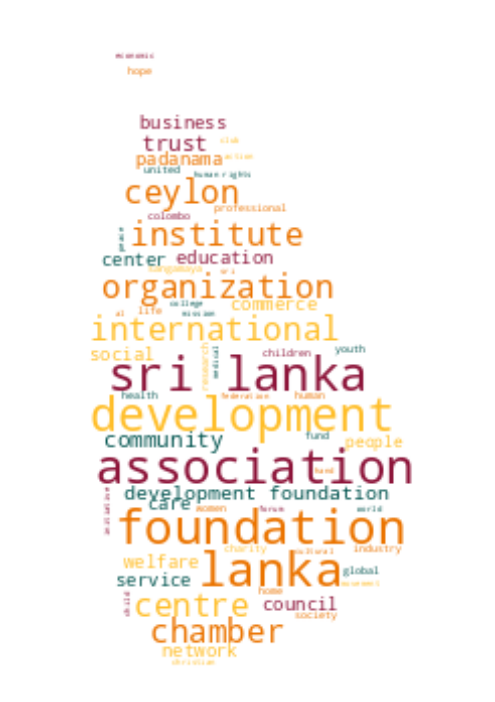 economic
hope
business
trust club
padanama action
united human rights
ceylon
professional
colombo
institute
center education
sangamaya sri
organization
college commerce
al life mission
international
social research medical children youth
sri lanka
health federation human
development
community fund people
association
hand
development foundation
care women forum world
foundation
charity cultural industry
welfare lanka
service global
home
child centre council
society
chamber
network
christian